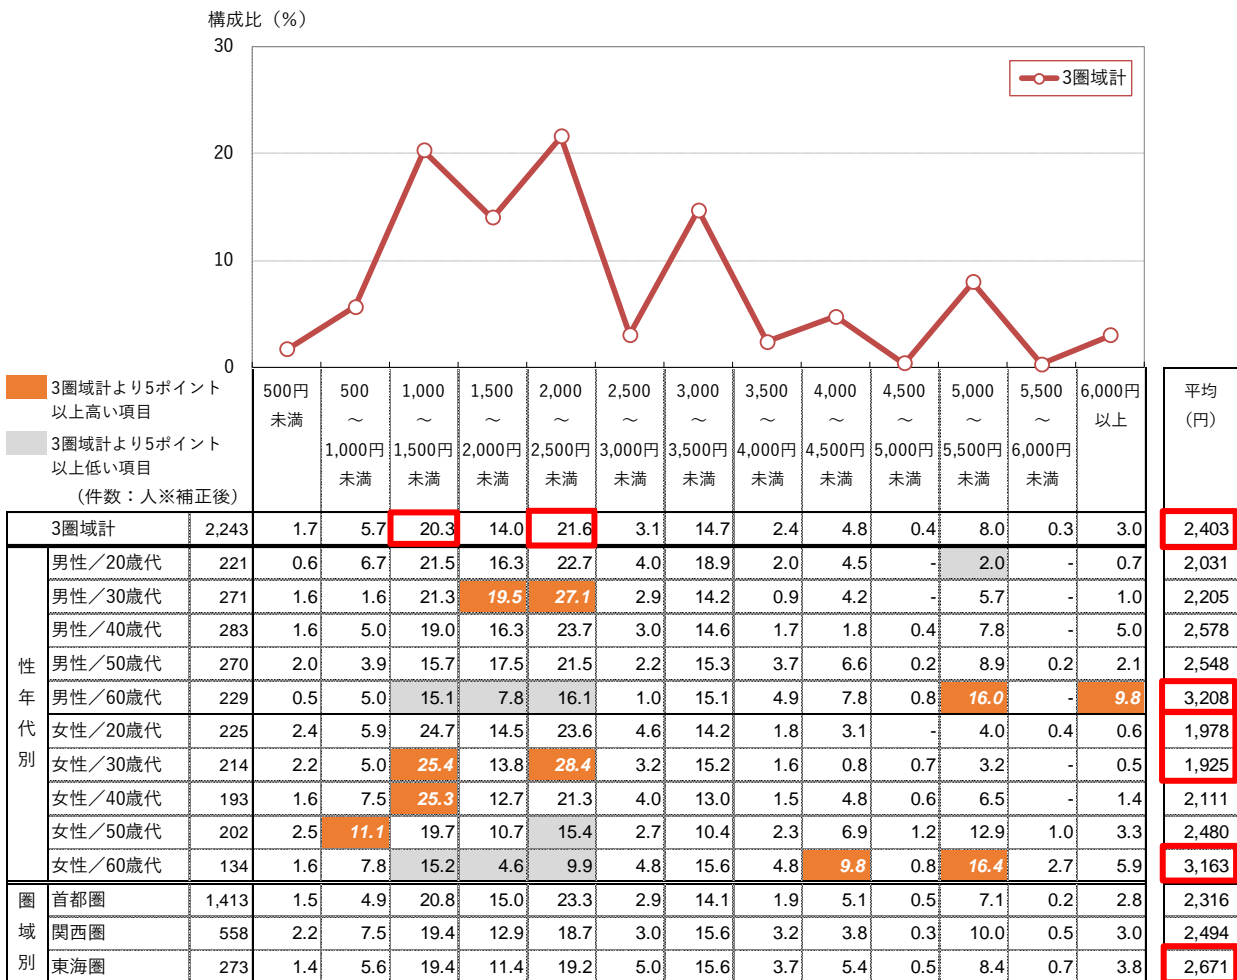 構成比（%）
30
20
10
0
3圏域計
3圏域計より5ポイント
以上高い項目
3圏域計より5ポイント
以上低い項目
（件数：人※補正後）
500円
未満
500
～
1,000円
未満
1,000
～
1,500円
未満
1,500
～
2,000円
未満
2,000
～
2,500円
未満
2,500
～
3,000円
未満
3,000
～
3,500円
未満
3,500
～
4,000円
未満
4,000
～
4,500円
未満
4,500
～
5,000円
未満
5,000
～
5,500円
未満
5,500
～
6,000円
未満
6,000円
以上
平均
（円）
3圏域計 2,243 1.7 5.7 20.3 14.0 21.6 3.1 14.7 2.4 4.8 0.4 8.0 0.3 3.0 2,403
性年代別
男性／20歳代 221 0.6 6.7 21.5 16.3 22.7 4.0 18.9 2.0 4.5 - 2.0 - 0.7 2,031
男性／30歳代 271 1.6 1.6 21.3 19.5 27.1 2.9 14.2 0.9 4.2 - 5.7 - 1.0 2,205
男性／40歳代 283 1.6 5.0 19.0 16.3 23.7 3.0 14.6 1.7 1.8 0.4 7.8 - 5.0 2,578
男性／50歳代 270 2.0 3.9 15.7 17.5 21.5 2.2 15.3 3.7 6.6 0.2 8.9 0.2 2.1 2,548
男性／60歳代 229 0.5 5.0 15.1 7.8 16.1 1.0 15.1 4.9 7.8 0.8 16.0 - 9.8 3,208
女性／20歳代 225 2.4 5.9 24.7 14.5 23.6 4.6 14.2 1.8 3.1 - 4.0 0.4 0.6 1,978
女性／30歳代 214 2.2 5.0 25.4 13.8 28.4 3.2 15.2 1.6 0.8 0.7 3.2 - 0.5 1,925
女性／40歳代 193 1.6 7.5 25.3 12.7 21.3 4.0 13.0 1.5 4.8 0.6 6.5 - 1.4 2,111
女性／50歳代 202 2.5 11.1 19.7 10.7 15.4 2.7 10.4 2.3 6.9 1.2 12.9 1.0 3.3 2,480
女性／60歳代 134 1.6 7.8 15.2 4.6 9.9 4.8 15.6 4.8 9.8 0.8 16.4 2.7 5.9 3,163
圏域別
首都圏 1,413 1.5 4.9 20.8 15.0 23.3 2.9 14.1 1.9 5.1 0.5 7.1 0.2 2.8 2,316
関西圏 558 2.2 7.5 19.4 12.9 18.7 3.0 15.6 3.2 3.8 0.3 10.0 0.5 3.0 2,494
東海圏 273 1.4 5.6 19.4 11.4 19.2 5.0 15.6 3.7 5.4 0.5 8.4 0.7 3.8 2,671